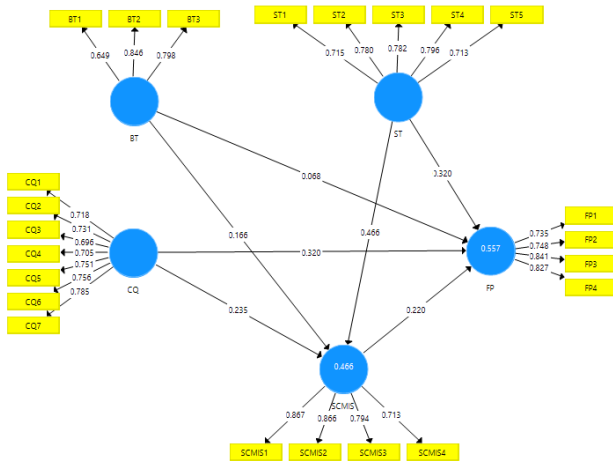 BT1 BT2 BT3
ST1 ST2 ST3 ST4 ST5
0.649 0.846 0.798
0.715 0.780 0.782 0.796 0.713
BT
ST
0.068
0.320
0.166
0.466
CQ1
CQ2
CQ3
CQ4
CQ5
CQ6
CQ7
0.718
0.731
0.696
0.705
0.751
0.756
0.785
CQ
0.320
0.235
0.557
FP
0.735
0.748
0.841
0.827
FP1
FP2
FP3
FP4
0.220
0.466
SCMIS
0.867 0.866 0.794 0.713
SCMIS1 SCMIS2 SCMIS3 SCMIS4